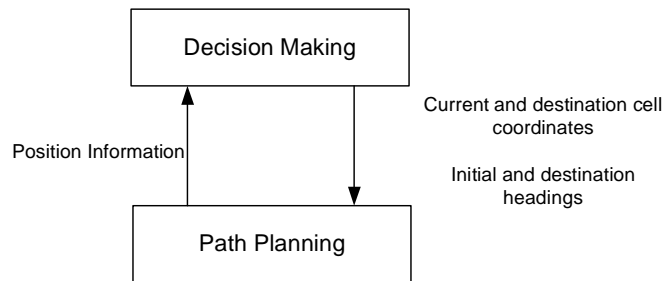 Decision Making
Current and destination cell
coordinates
Position Information
Initial and destination
headings
Path Planning